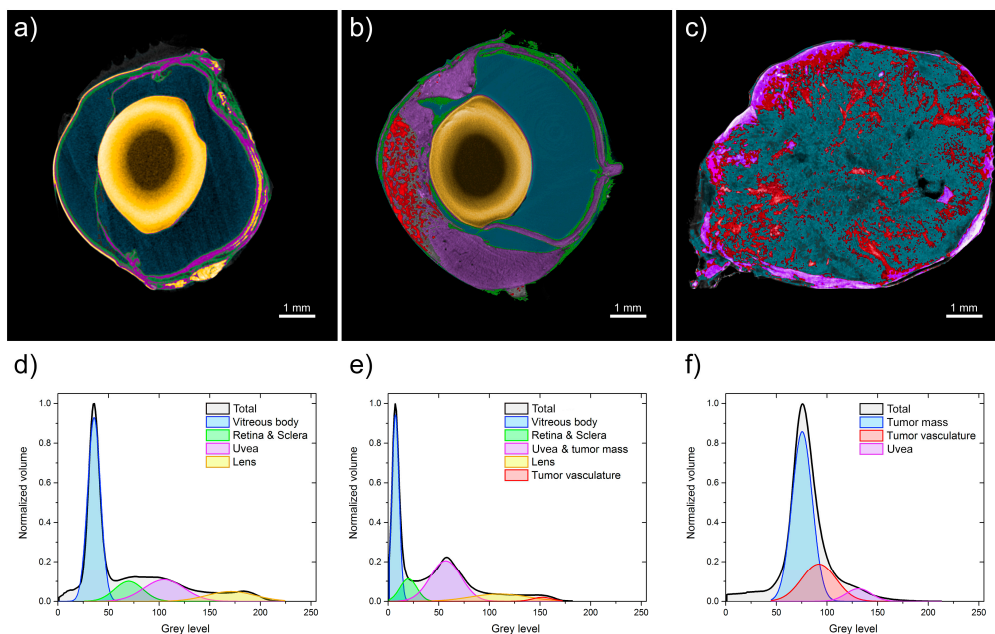 a)
b)
c)
1 mm
1 mm
1 mm
d)
e)
f)
1.0
0.8
0.6
0.4
0.2
0.0
Normalized volume
0 50 100 150 200 250
Grey level
Total
Vitreous body
Retina & Sclera
Uvea
Lens
1.0
0.8
0.6
0.4
0.2
0.0
Normalized volume
0 50 100 150 200 250
Grey level
Total
Vitreous body
Retina & Sclera
Uvea & tumor mass
Lens
Tumor vasculature
1.0
0.8
0.6
0.4
0.2
0.0
Normalized volume
0 50 100 150 200 250
Grey level
Total
Tumor mass
Tumor vasculature
Uvea